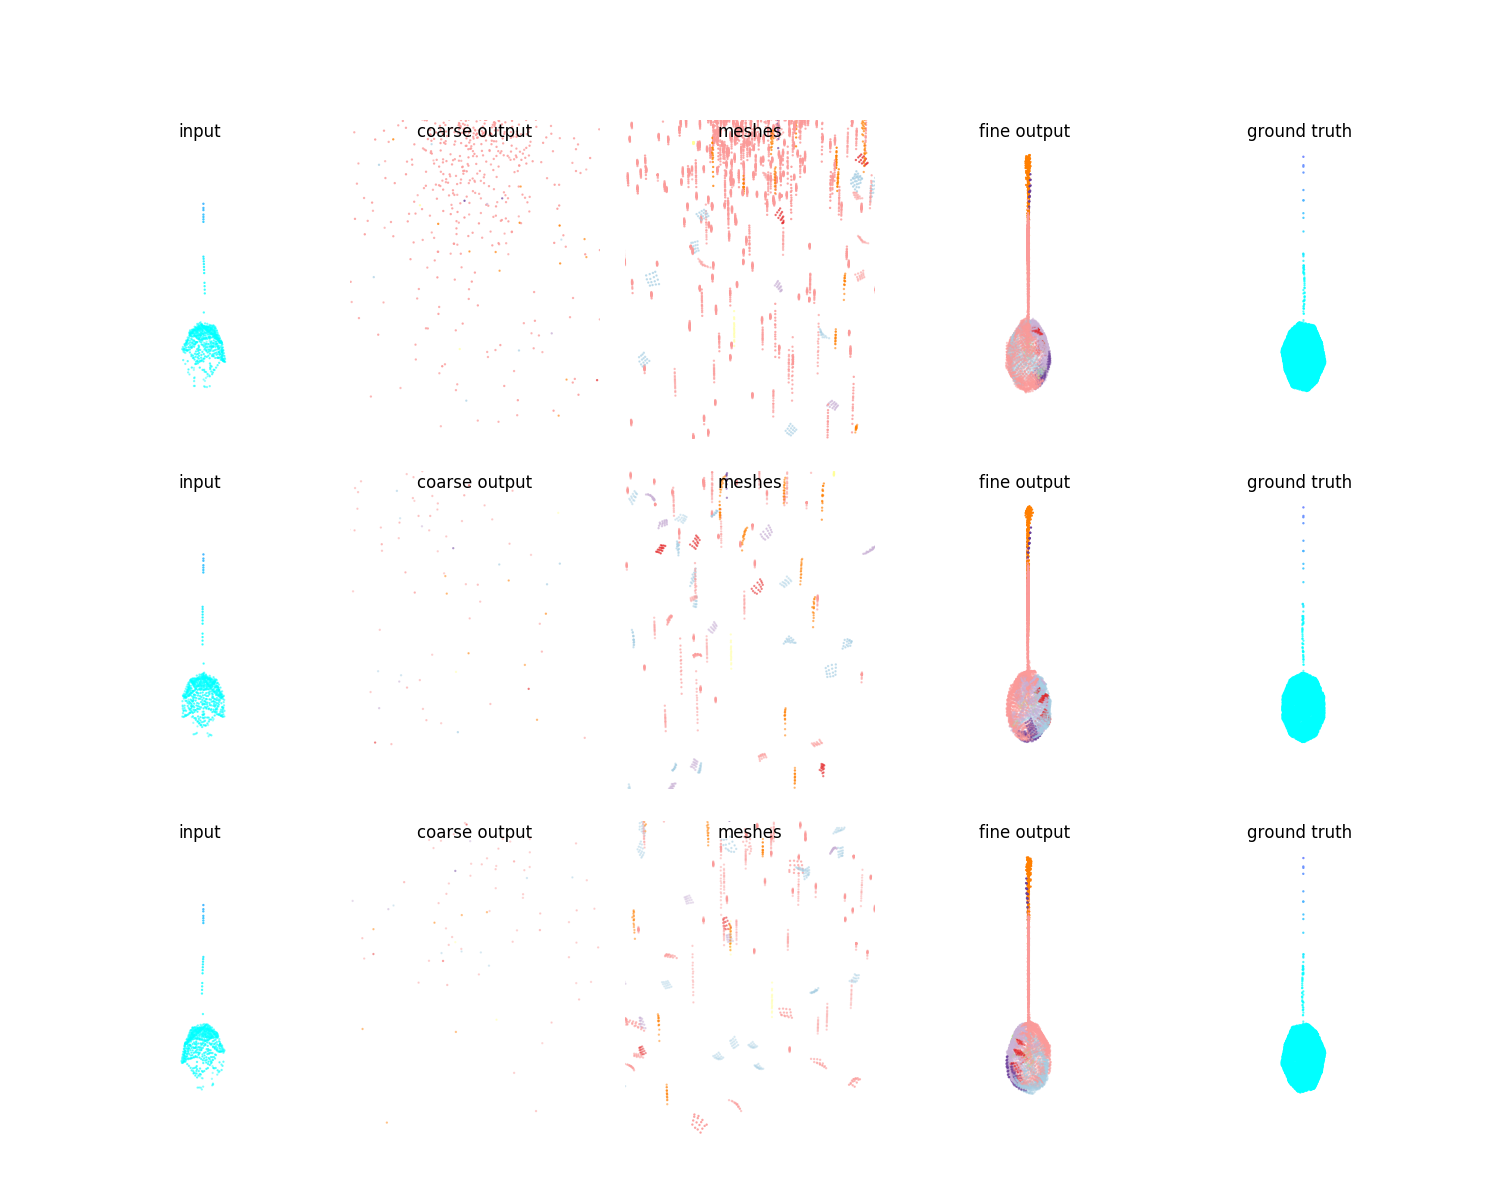 input
coarse output
meshes
fine output
ground truth
input
coarse output
meshes
fine output
ground truth
input
coarse output
meshes
fine output
ground truth